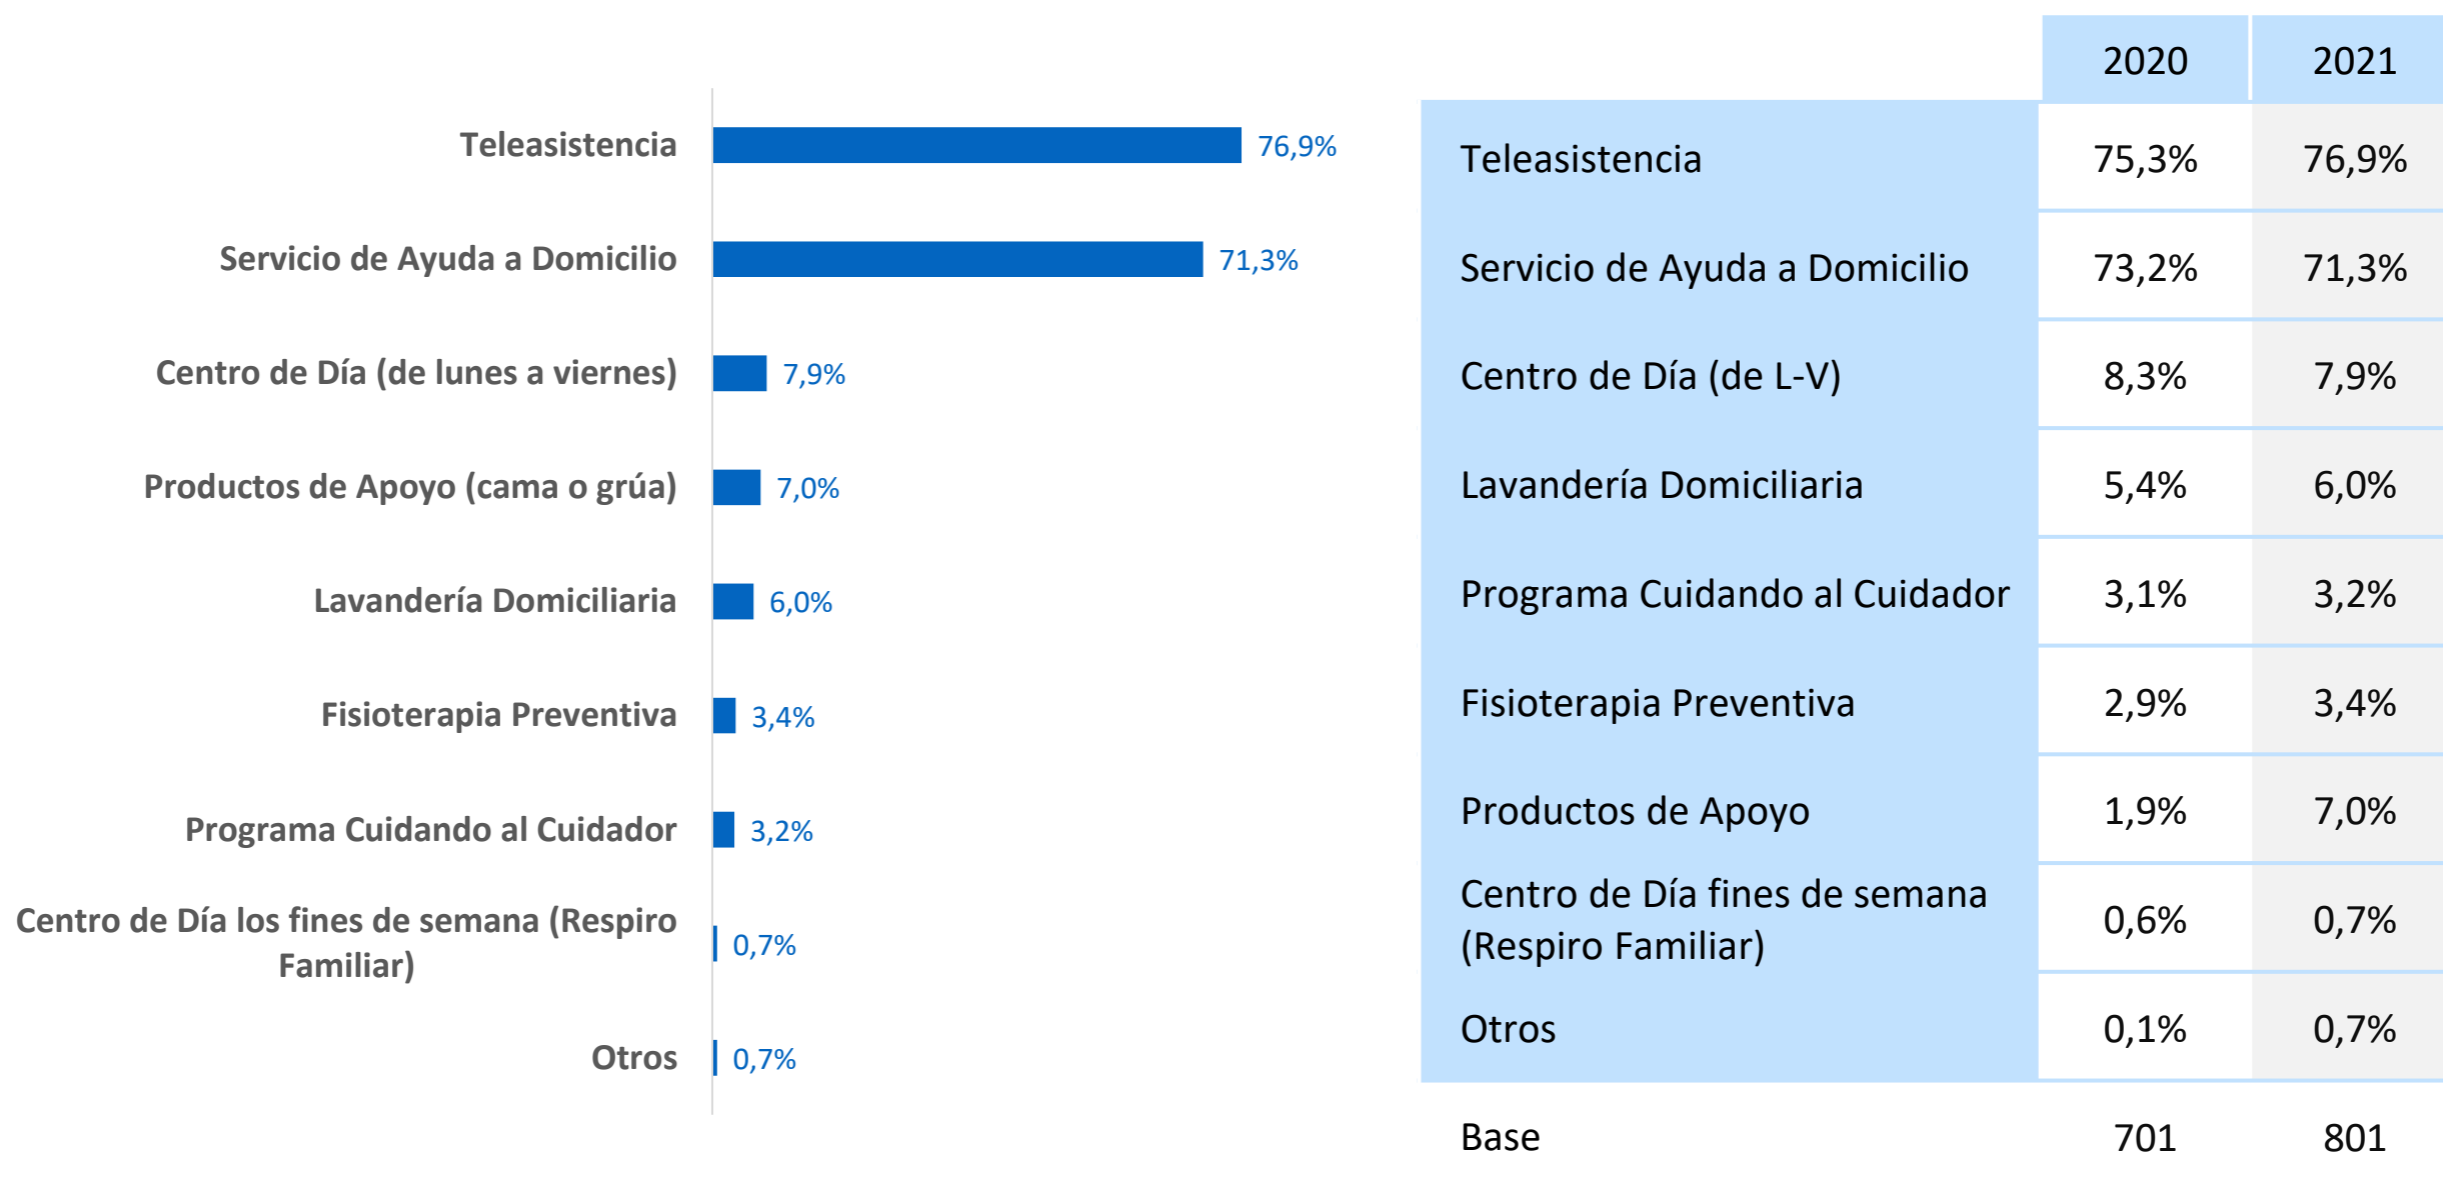 Teleasistencia 76,9%
Servicio de Ayuda a Domicilio 71,3%
Centro de Día (de lunes a viernes) 7,9%
Productos de Apoyo (cama o grúa) 7,0%
Lavandería Domiciliaria 6,0%
Fisioterapia Preventiva 3,4%
Programa Cuidando al Cuidador 3,2%
Centro de Día los fines de semana (Respiro
Familiar) 0,7%
Otros 0,7%
2020 2021
Teleasistencia 75,3% 76,9%
Servicio de Ayuda a Domicilio 73,2% 71,3%
Centro de Día (de L-V) 8,3% 7,9%
Lavandería Domiciliaria 5,4% 6,0%
Programa Cuidando al Cuidador 3,1% 3,2%
Fisioterapia Preventiva 2,9% 3,4%
Productos de Apoyo 1,9% 7,0%
Centro de Día fines de semana
(Respiro Familiar) 0,6% 0,7%
Otros 0,1% 0,7%
Base 701 801